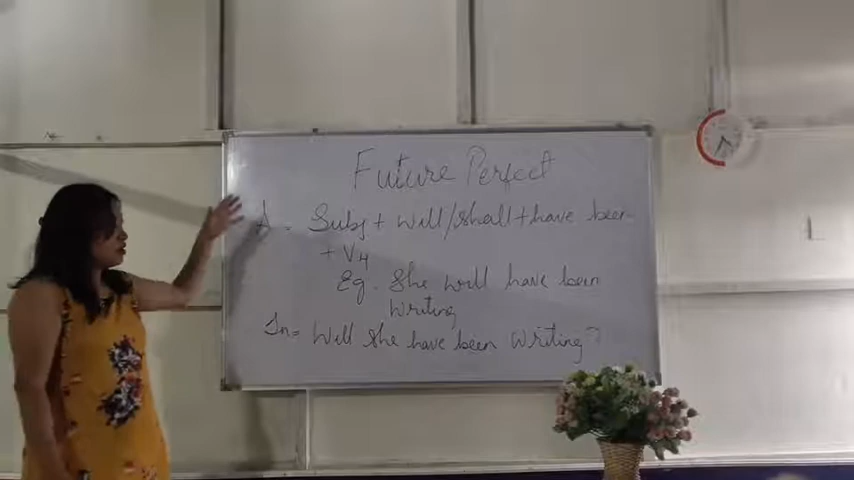 Future Perfect
A. Subj + will/shall + have been
+ V4
Eg. She will have been
writing
In = Will she have been writing?